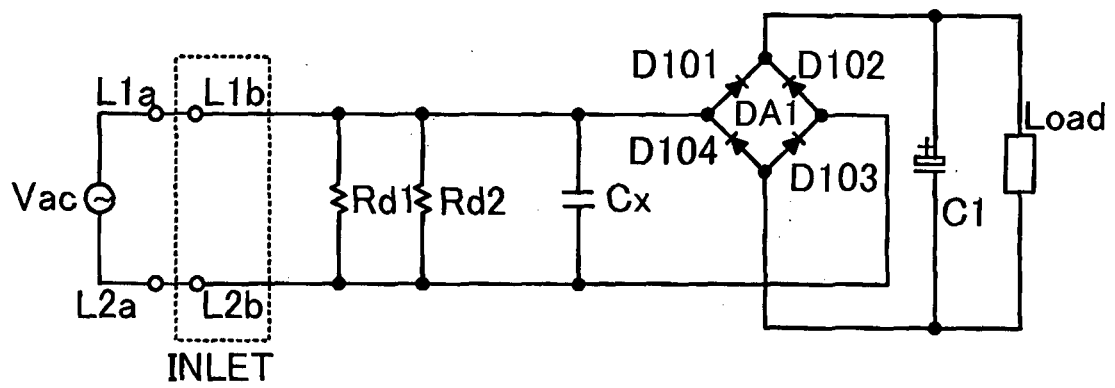 D101
D102
L1a
L1b
DA1
Load
D104
D103
Vac
Rd1
Rd2
Cx
+
C1
L2a
L2b
INLET